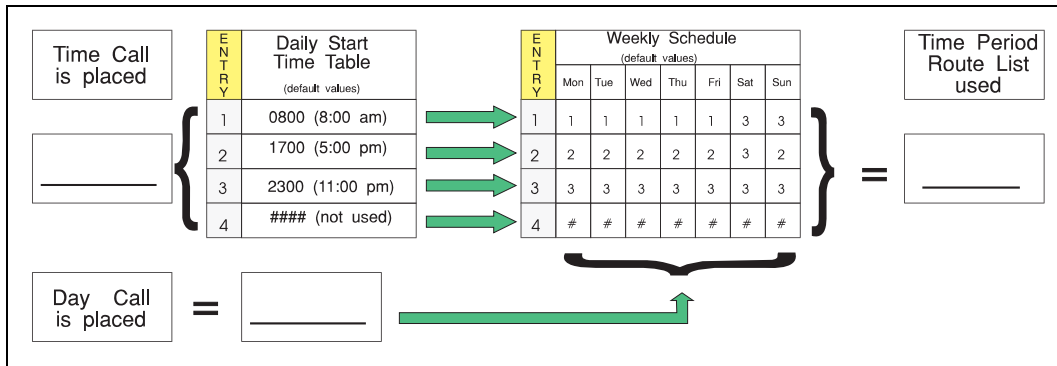 Time Call
is placed
ENTRY
Daily Start
Time Table
(default values)
1 0800 (8:00 am)
2 1700 (5:00 pm)
3 2300 (11:00 pm)
4 #### (not used)
ENTRY
Weekly Schedule
(default values)
Mon Tue Wed Thu Fri Sat Sun
1 1 1 1 1 1 3 3
2 2 2 2 2 2 3 2
3 3 3 3 3 3 3 3
4 # # # # # # #
=
Time Period
Route List
used
Day Call
is placed
=